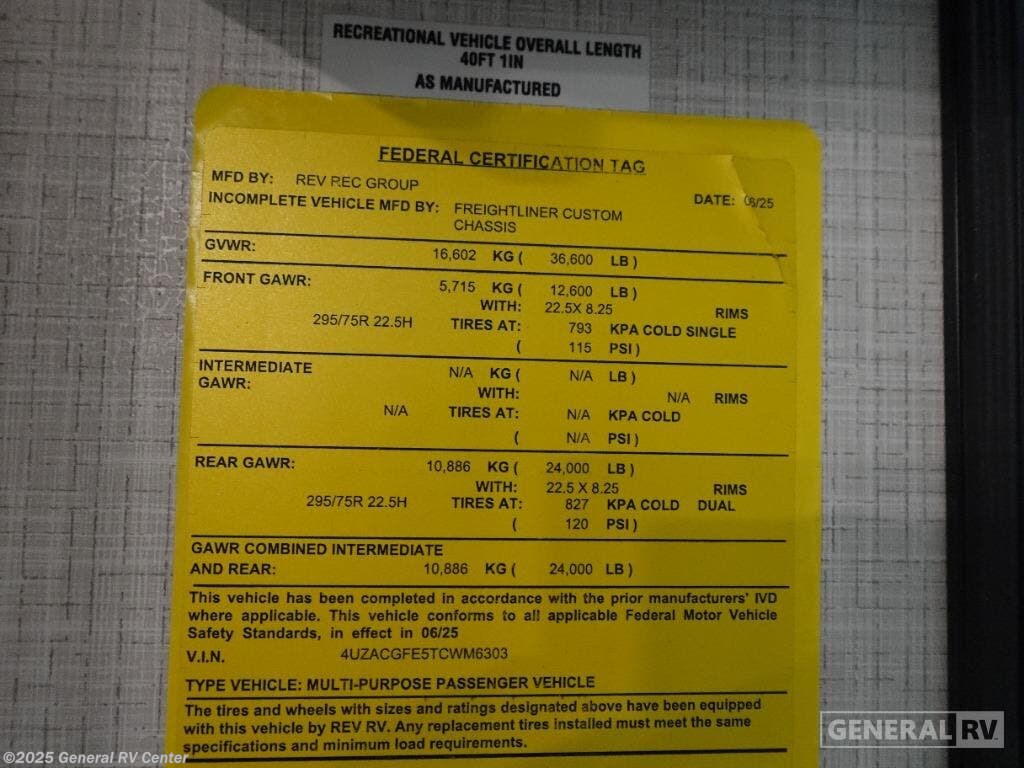 RECREATIONAL VEHICLE OVERALL LENGTH
40FT 1IN
AS MANUFACTURED
FEDERAL CERTIFICATION TAG
MFD BY: REV REC GROUP
DATE: 06/25
INCOMPLETE VEHICLE MFD BY: FREIGHTLINER CUSTOM
CHASSIS
GVWR: 16,602 KG ( 36,600 LB )
FRONT GAWR: 5,715 KG ( 12,600 LB )
WITH: 22.5X 8.25 RIMS
295/75R 22.5H TIRES AT: 793 KPA COLD SINGLE
( 115 PSI )
INTERMEDIATE
GAWR: N/A KG ( N/A LB )
WITH: N/A RIMS
N/A TIRES AT: N/A KPA COLD
( N/A PSI )
REAR GAWR: 10,886 KG ( 24,000 LB )
WITH: 22.5 X 8.25 RIMS
295/75R 22.5H TIRES AT: 827 KPA COLD DUAL
( 120 PSI )
GAWR COMBINED INTERMEDIATE
AND REAR: 10,886 KG ( 24,000 LB )
This vehicle has been completed in accordance with the prior manufacturers' IVD
where applicable. This vehicle conforms to all applicable Federal Motor Vehicle
Safety Standards, in effect in 06/25
V.I.N. 4UZACGFE5TCWM6303
TYPE VEHICLE: MULTI-PURPOSE PASSENGER VEHICLE
The tires and wheels with sizes and ratings designated above have been equipped
with this vehicle by REV RV. Any replacement tires installed must meet the same
specifications and minimum load requirements.
GENERAL RV
©2025 General RV Center